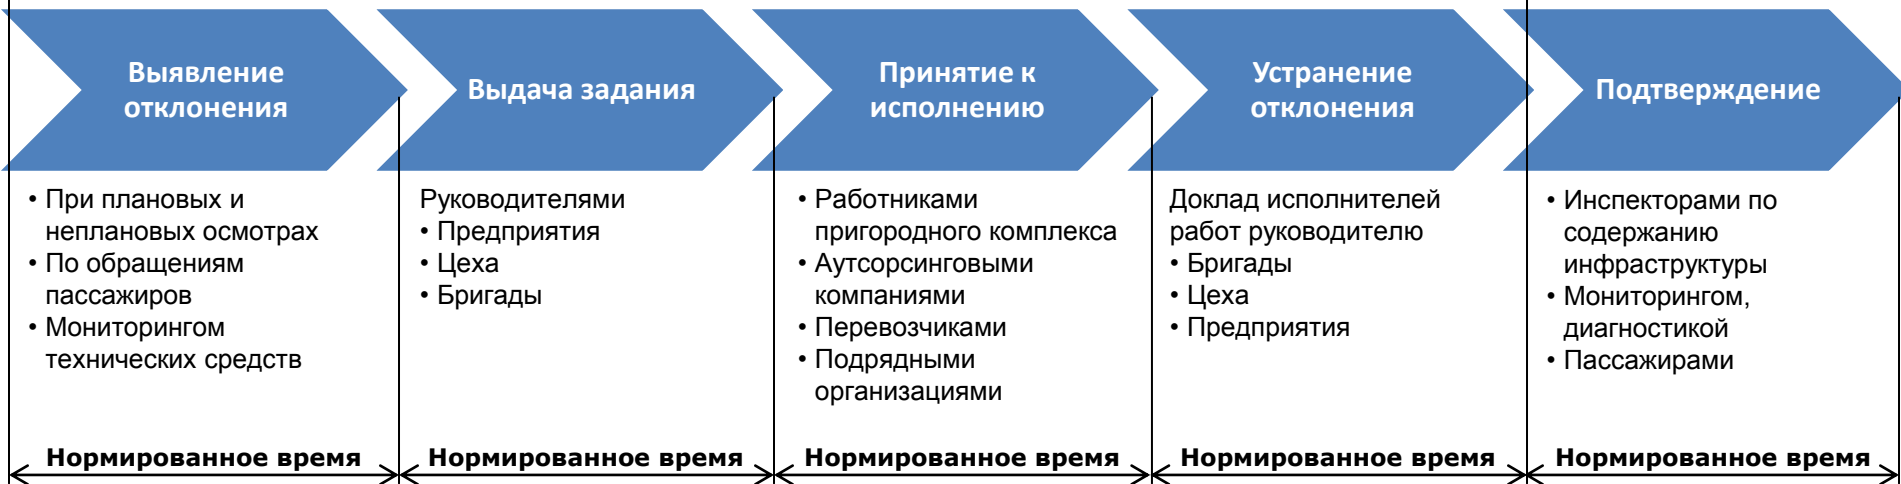 Выявление
отклонения
Выдача задания
Принятие к
исполнению
Устранение
отклонения
Подтверждение
• При плановых и
неплановых осмотрах
• По обращениям
пассажиров
• Мониторингом
технических средств
Руководителями
• Предприятия
• Цеха
• Бригады
• Работниками
пригородного комплекса
• Аутсорсинговыми
компаниями
• Перевозчиками
• Подрядными
организациями
Доклад исполнителей
работ руководителю
• Бригады
• Цеха
• Предприятия
• Инспекторами по
содержанию
инфраструктуры
• Мониторингом,
диагностикой
• Пассажирами
Нормированное время
Нормированное время
Нормированное время
Нормированное время
Нормированное время